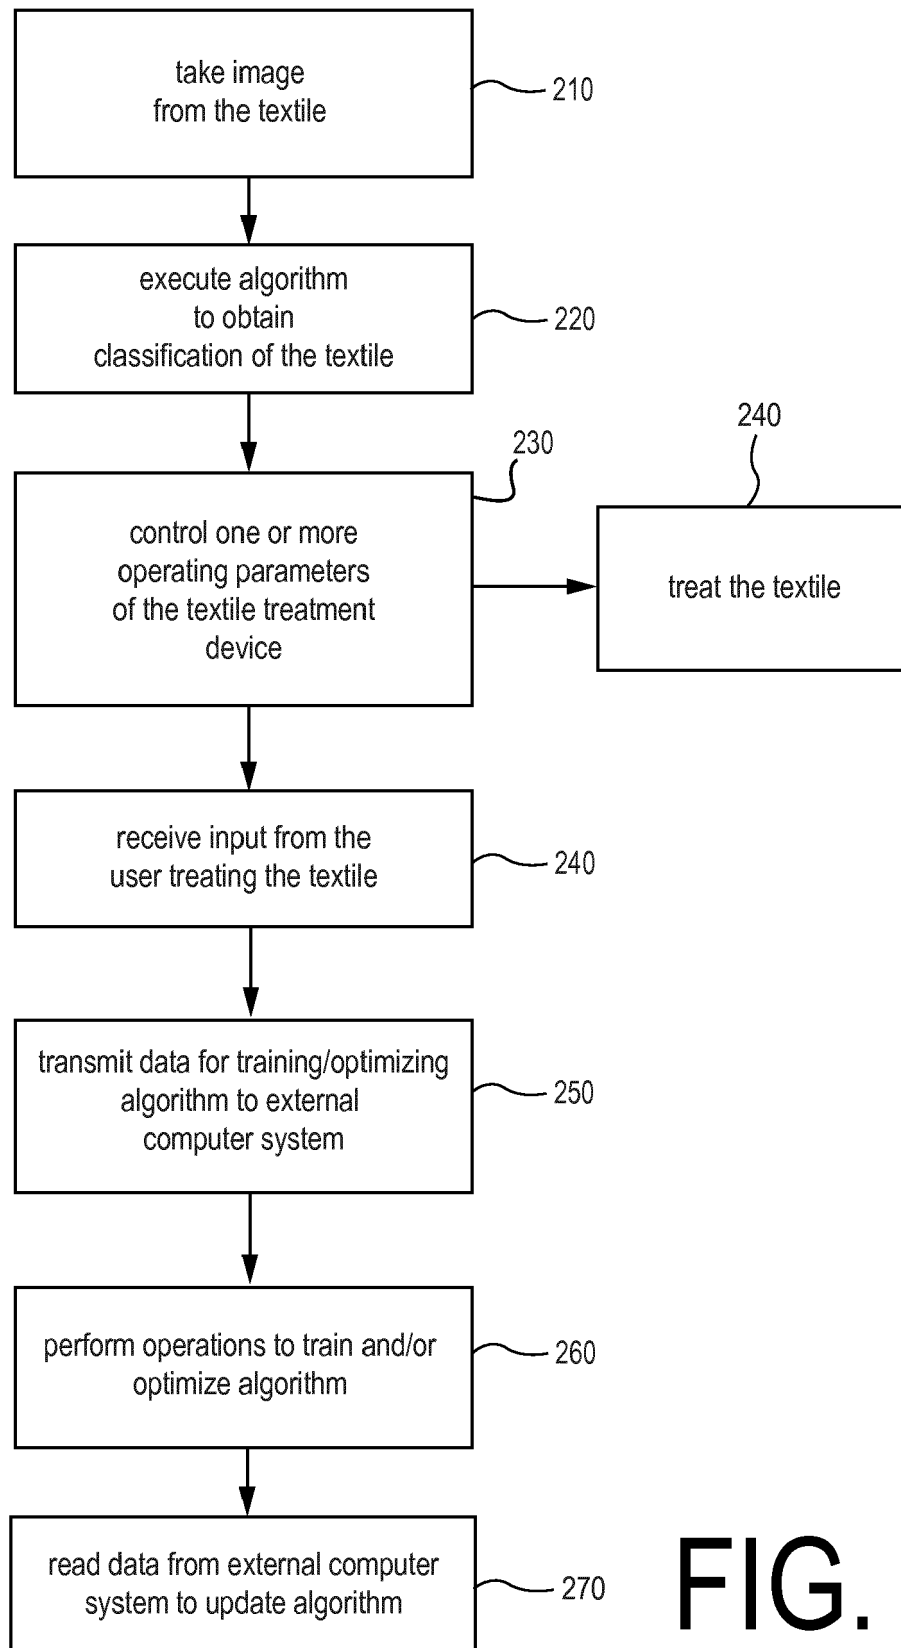 take image
from the textile
210
execute algorithm
to obtain
classification of the textile
220
control one or more
operating parameters
of the textile treatment
device
230
240
treat the textile
receive input from the
user treating the textile
240
transmit data for training/optimizing
algorithm to external
computer system
250
perform operations to train and/or
optimize algorithm
260
read data from external computer
system to update algorithm
270
FIG.